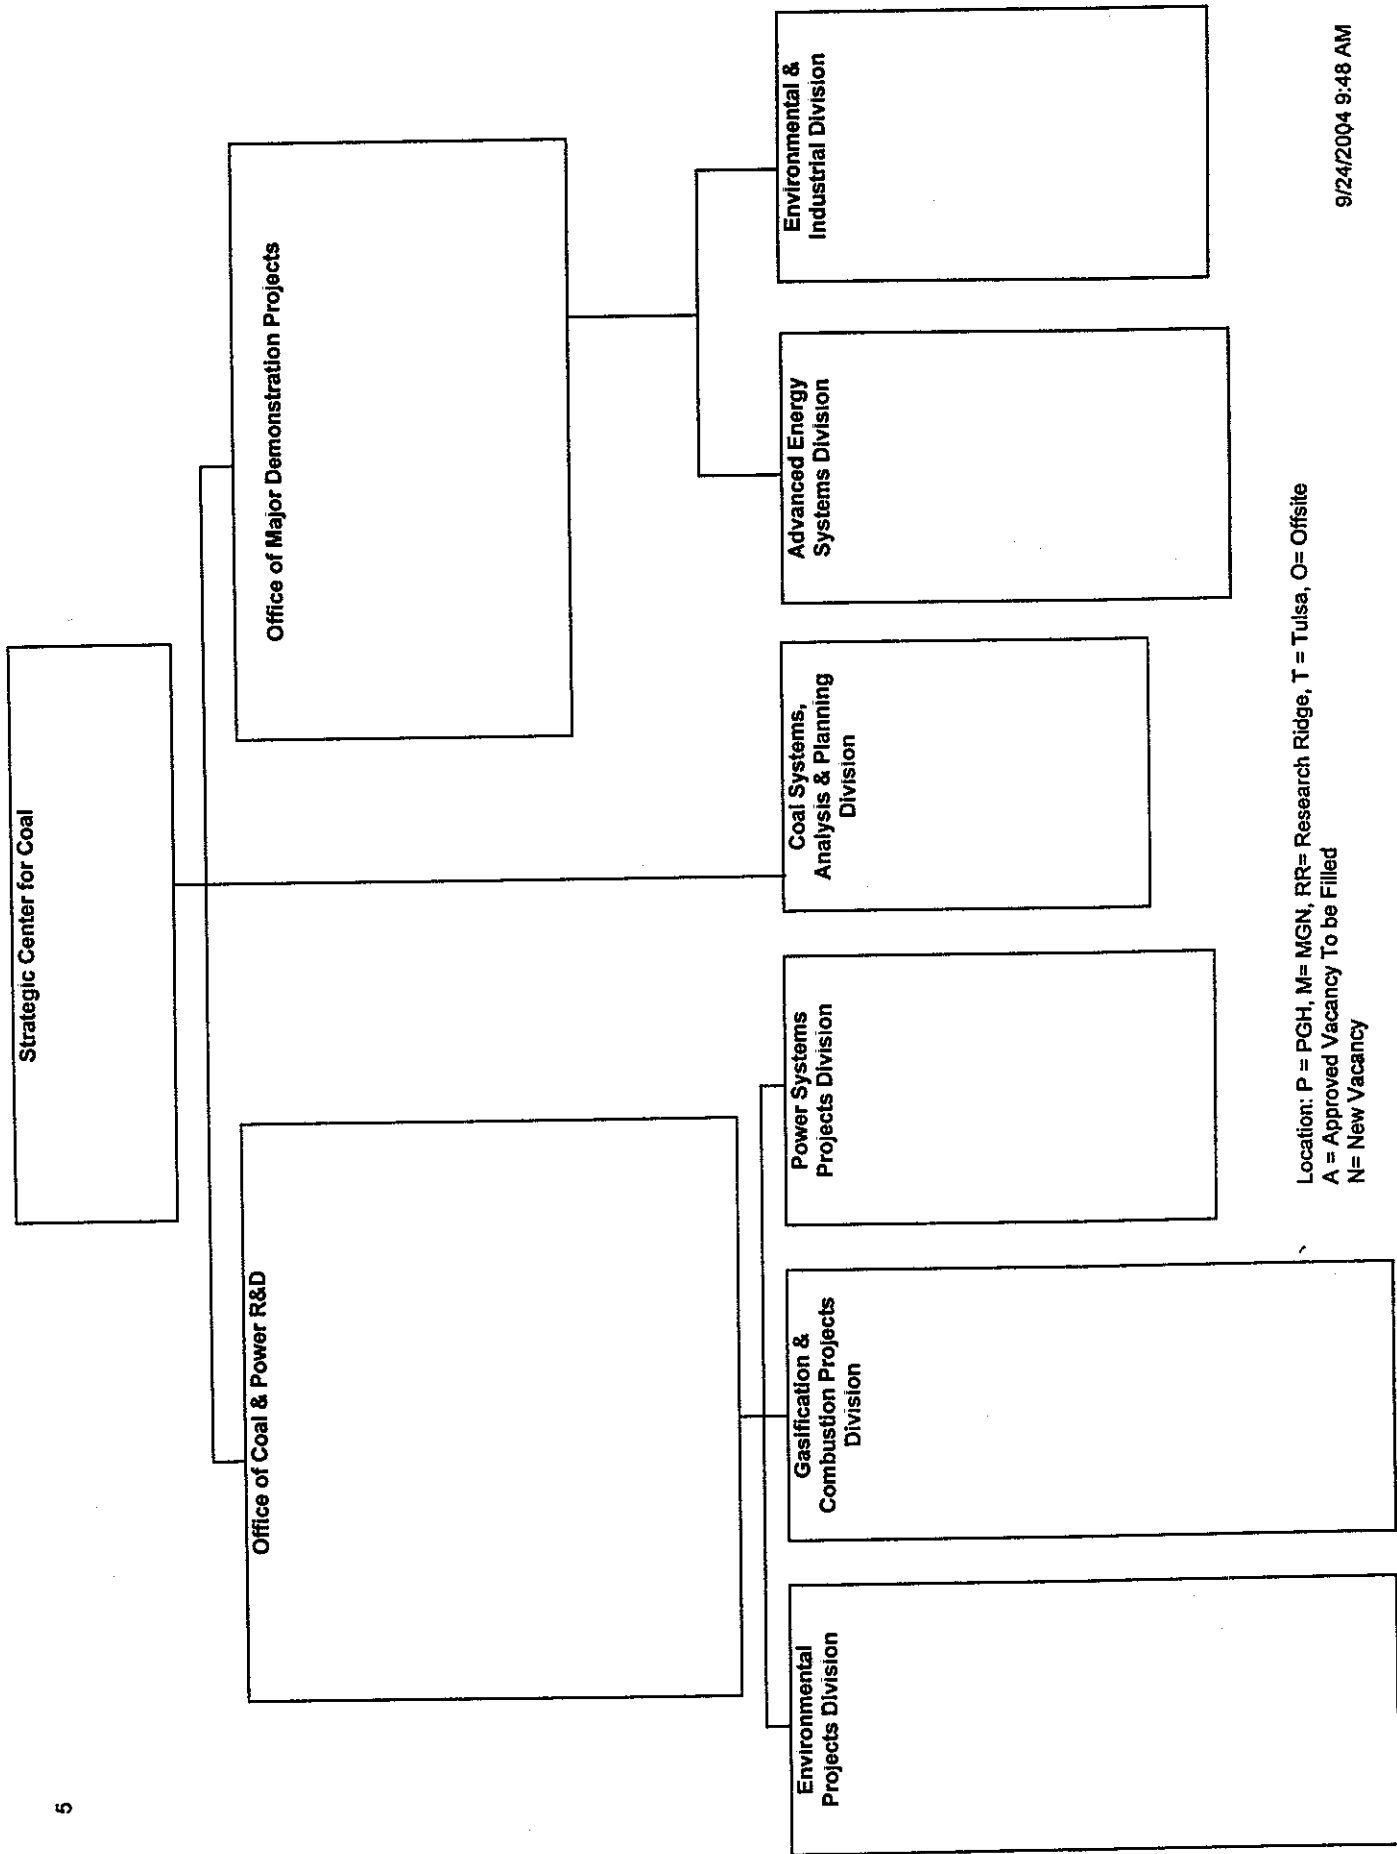 5
Strategic Center for Coal
Office of Coal & Power R&D
Office of Major Demonstration Projects
Environmental
Projects Division
Gasification &
Combustion Projects
Division
Power Systems
Projects Division
Coal Systems,
Analysis & Planning
Division
Advanced Energy
Systems Division
Environmental &
Industrial Division
Location: P = PGH, M= MGN, RR= Research Ridge, T = Tulsa, O= Offsite
A = Approved Vacancy To be Filled
N= New Vacancy
9/24/2004 9:48 AM